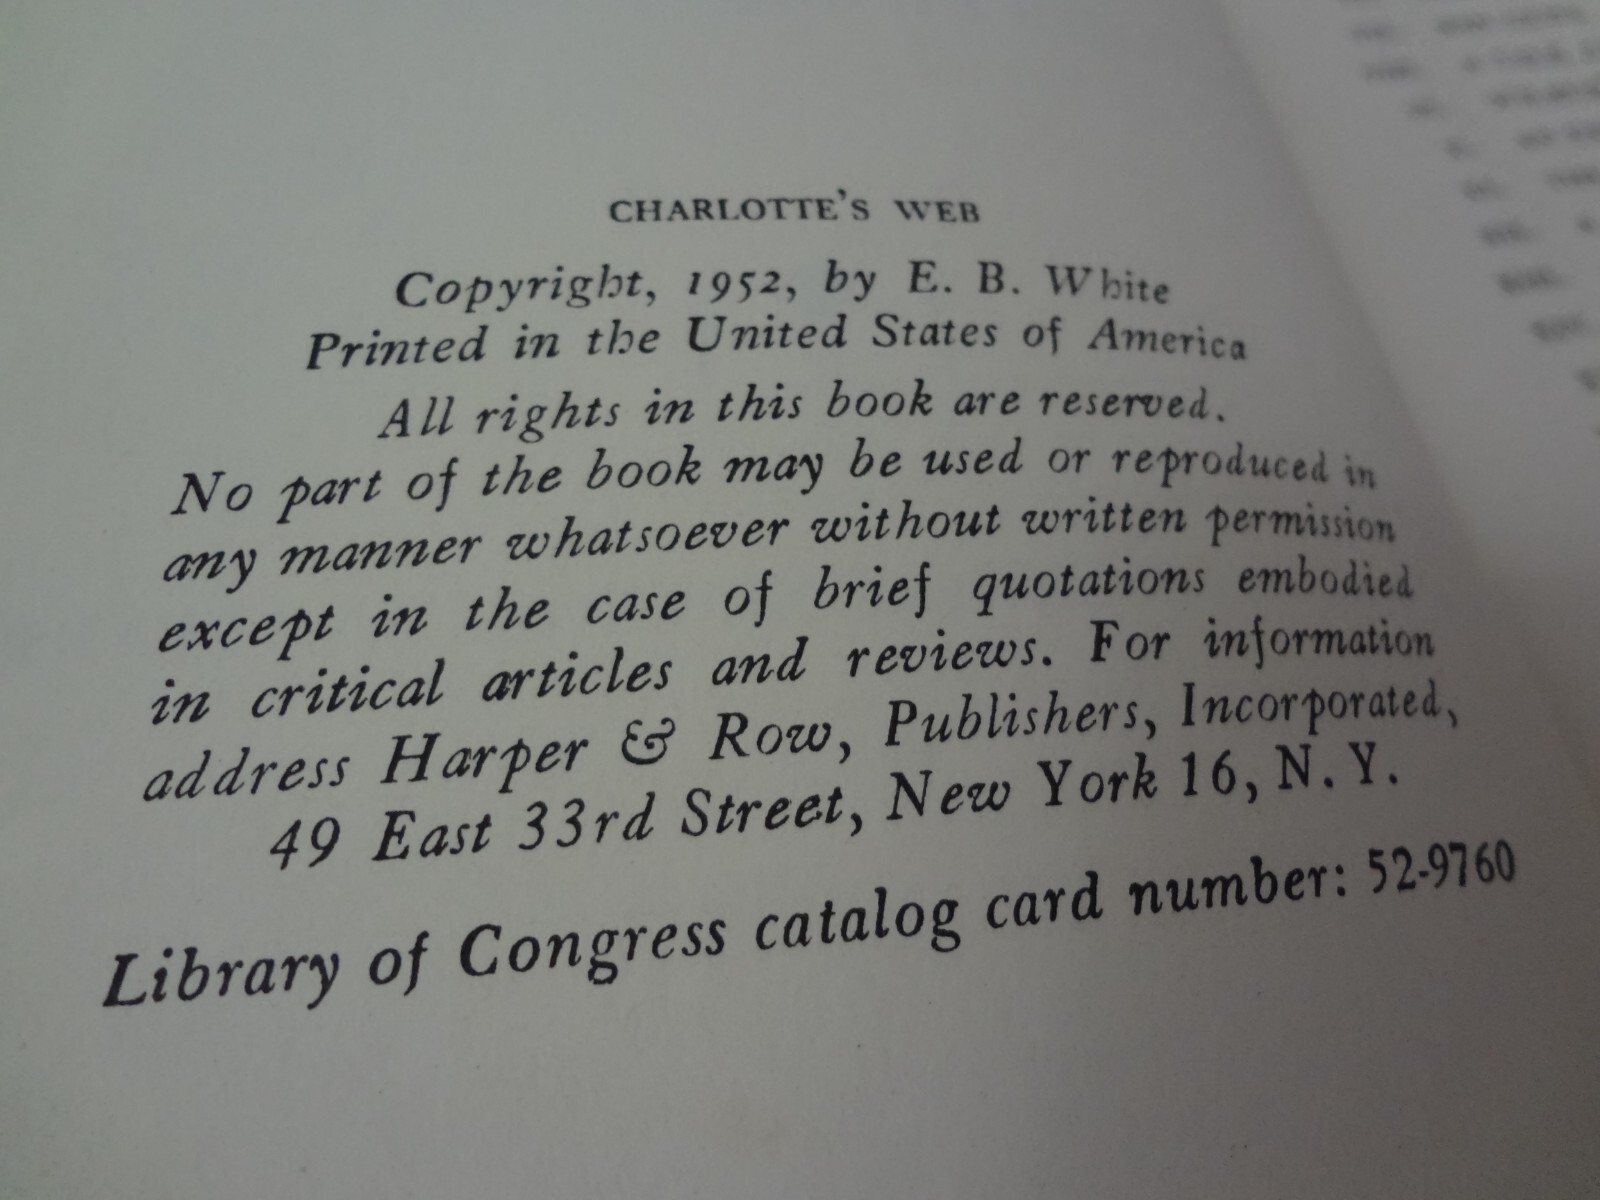 CHARLOTTE'S WEB
Copyright, 1952, by E. B. White
Printed in the United States of America
All rights in this book are reserved.
No part of the book may be used or reproduced in
any manner whatsoever without written permission
except in the case of brief quotations embodied
in critical articles and reviews. For information
address Harper & Row, Publishers, Incorporated,
49 East 33rd Street, New York 16, N. Y.
Library of Congress catalog card number: 52-9760